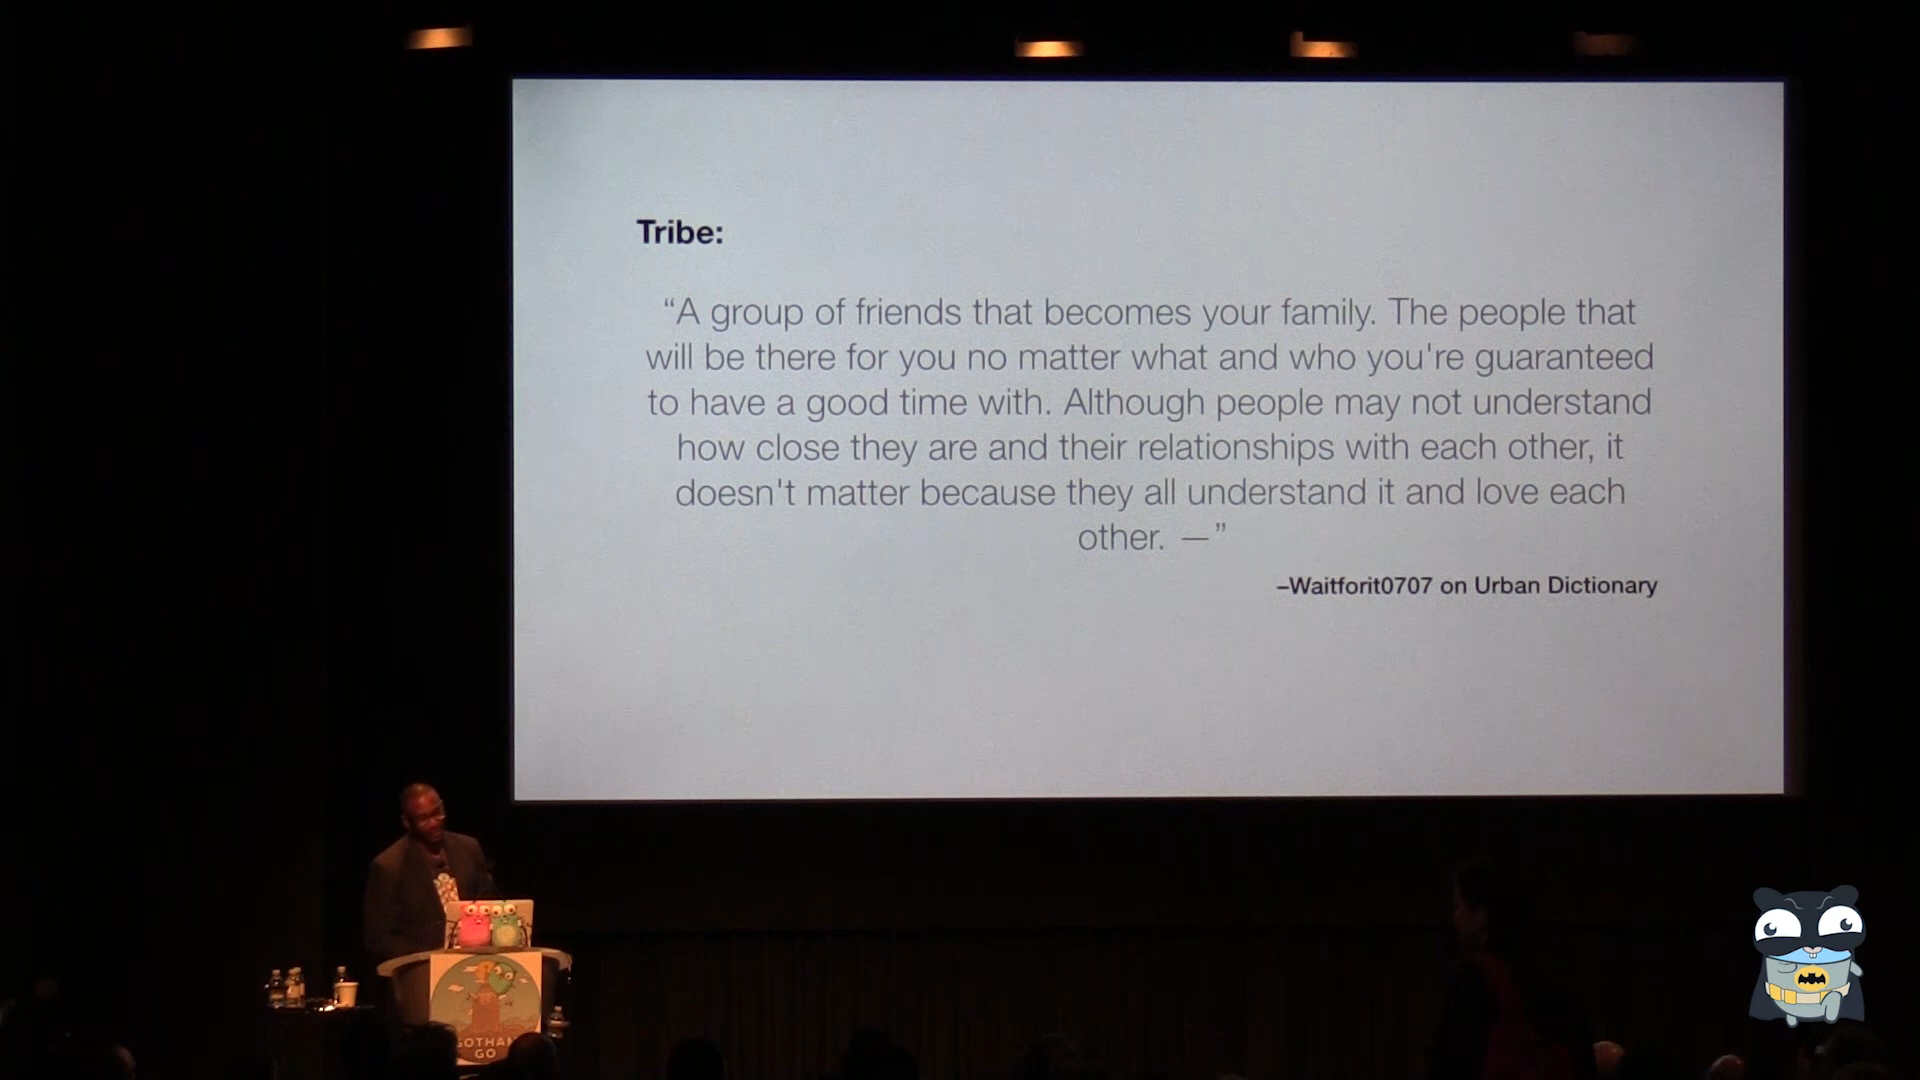 Tribe:
“A group of friends that becomes your family. The people that
will be there for you no matter what and who you're guaranteed
to have a good time with. Although people may not understand
how close they are and their relationships with each other, it
doesn't matter because they all understand it and love each
other. —”
–Waitforit0707 on Urban Dictionary
GOTHAM
GO